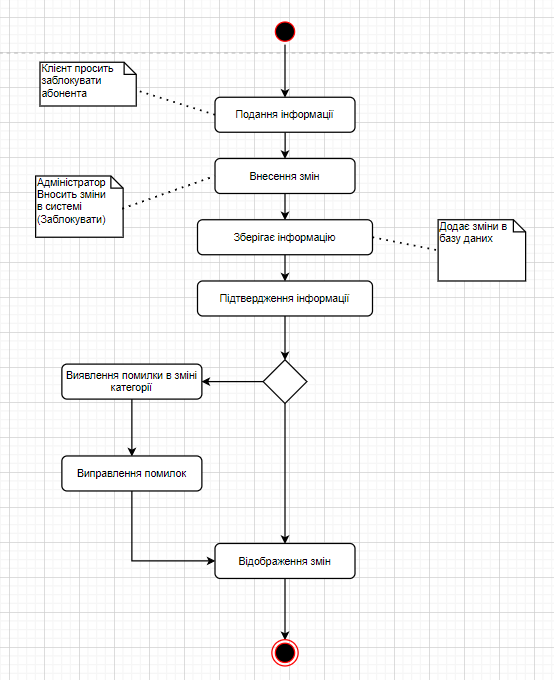 Клієнт просить
заблокувати
абонента
Подання інформації
Внесення змін
Адміністратор
Вносить зміни
в системі
(Заблокувати)
Зберігає інформацію
Додає зміни в
базу даних
Підтвердження інформації
Виявлення помилки в зміні
категорії
Виправлення помилок
Відображення змін